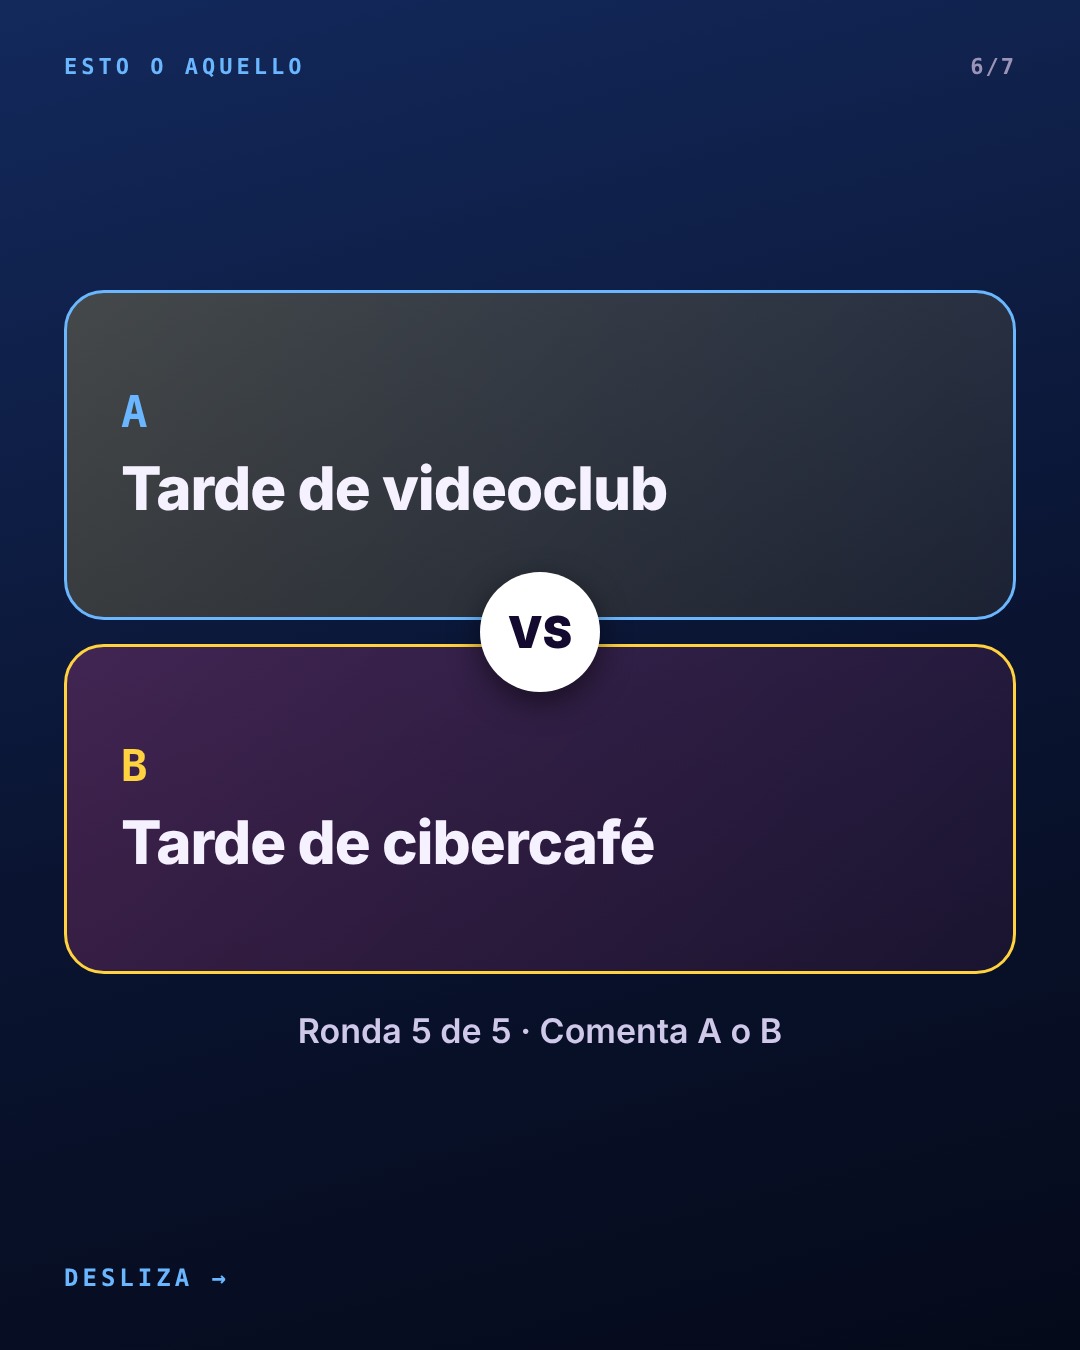 ESTO O AQUELLO
6/7
A
Tarde de videoclub
VS
B
Tarde de cibercafé
Ronda 5 de 5 · Comenta A o B
DESLIZA →